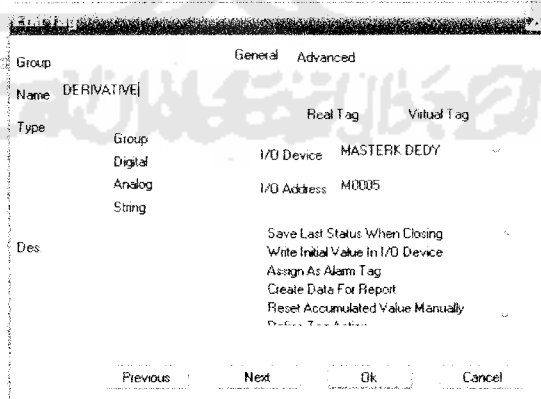 General Advanced
Group
Name DERIVATIVE
Type
Real Tag Virtual Tag
Group
Digital
Analog
String
I/O Device MASTERK DEDY
I/O Address M0005
Des.
Save Last Status When Closing
Write Initial Value In I/O Device
Assign As Alarm Tag
Create Data For Report
Reset Accumulated Value Manually
Previous Next Ok Cancel